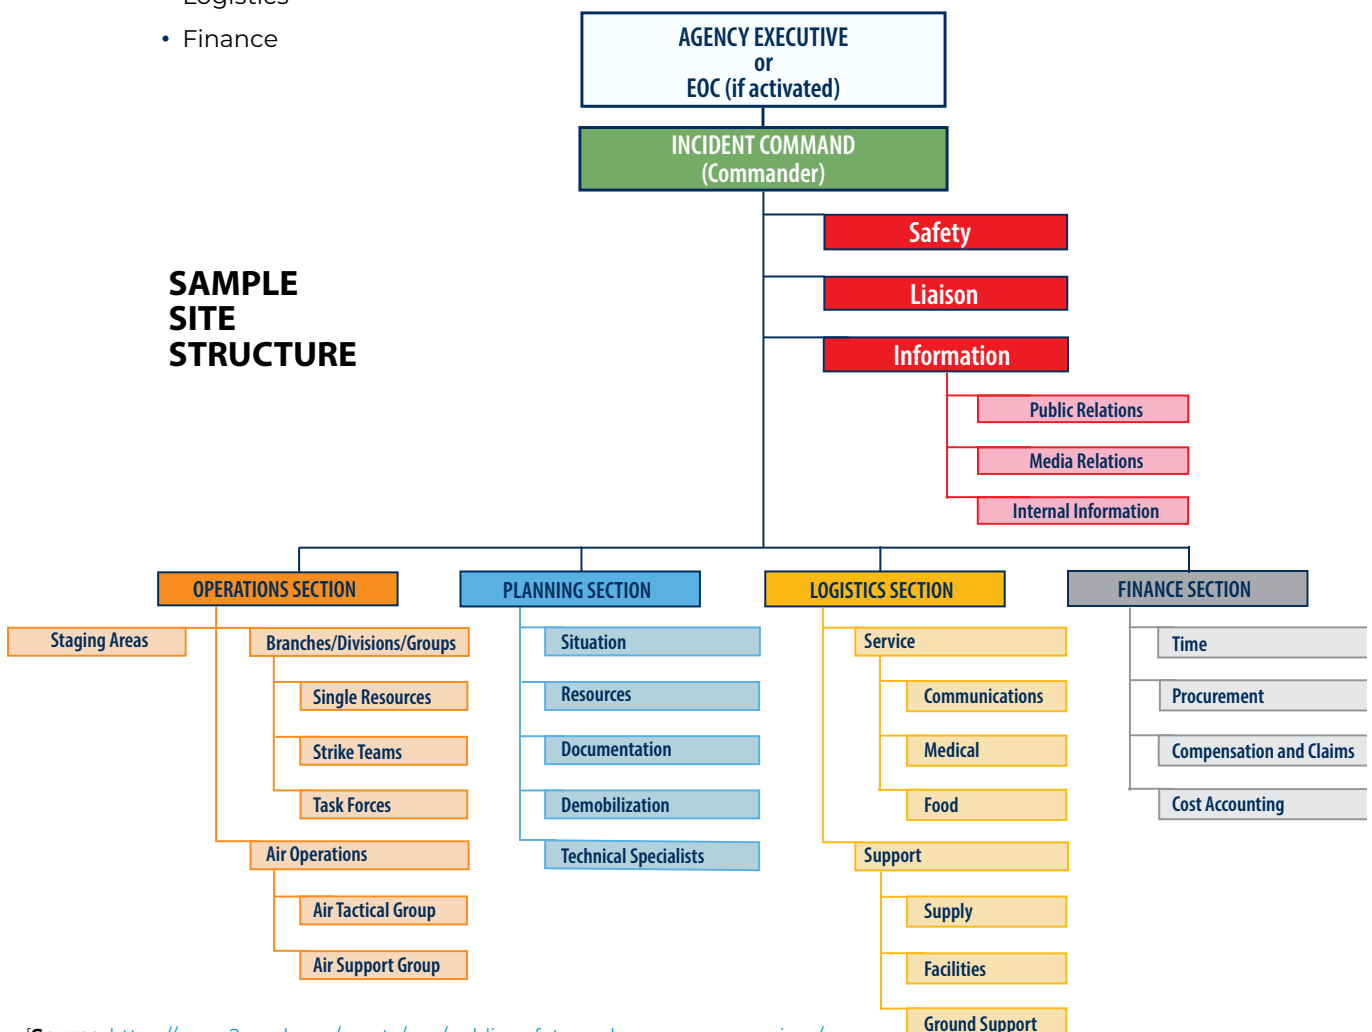 Logistics
• Finance
AGENCY EXECUTIVE
or
EOC (if activated)
INCIDENT COMMAND
(Commander)
Safety
Liaison
Information
SAMPLE
SITE
STRUCTURE
Public Relations
Media Relations
Internal Information
OPERATIONS SECTION
Staging Areas
Branches/Divisions/Groups
Single Resources
Strike Teams
Task Forces
Air Operations
Air Tactical Group
Air Support Group
PLANNING SECTION
Situation
Resources
Documentation
Demobilization
Technical Specialists
LOGISTICS SECTION
Service
Communications
Medical
Food
Support
Supply
Facilities
Ground Support
FINANCE SECTION
Time
Procurement
Compensation and Claims
Cost Accounting